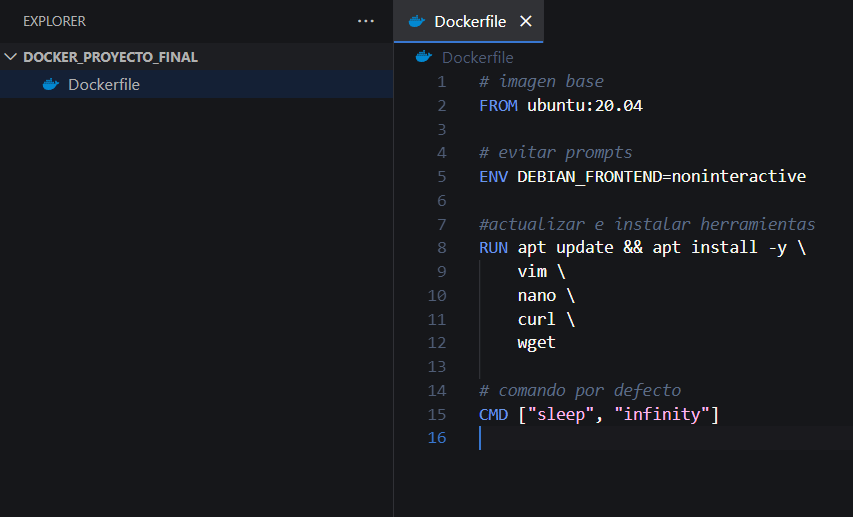 EXPLORER
DOCKER_PROYECTO_FINAL
Dockerfile
Dockerfile
Dockerfile
1 # imagen base
2 FROM ubuntu:20.04
3
4 # evitar prompts
5 ENV DEBIAN_FRONTEND=noninteractive
6
7 #actualizar e instalar herramientas
8 RUN apt update && apt install -y \
9 vim \
10 nano \
11 curl \
12 wget
13
14 # comando por defecto
15 CMD ["sleep", "infinity"]
16